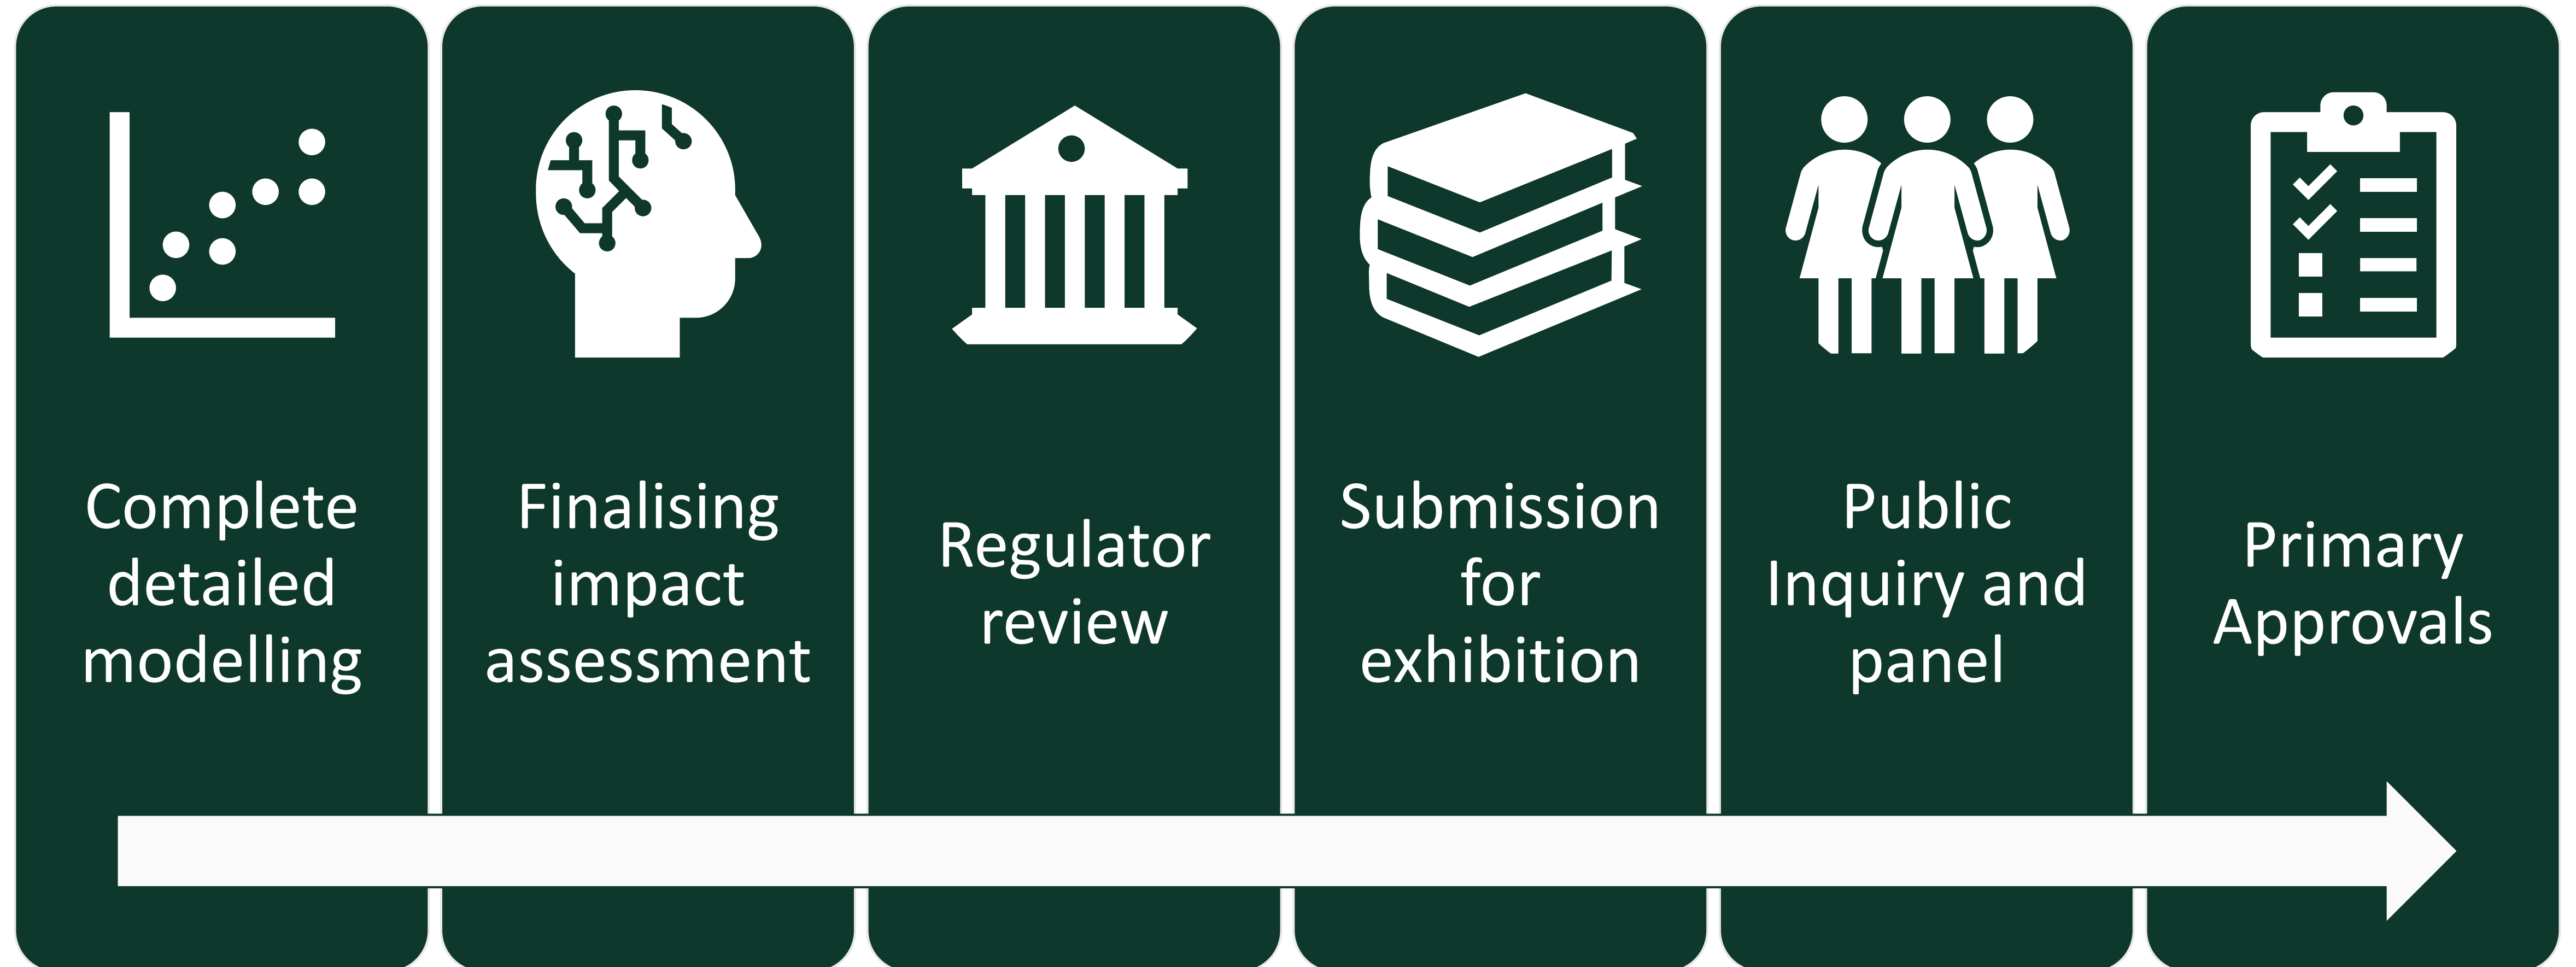 Complete
detailed
modelling
Finalising
impact
assessment
Regulator
review
Submission
for
exhibition
Public
Inquiry and
panel
Primary
Approvals